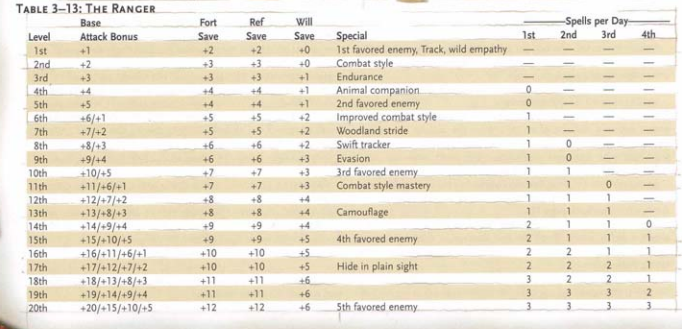 TABLE 3–13: THE RANGER
Base Fort Ref Will Spells per Day
Level Attack Bonus Save Save Save Special 1st 2nd 3rd 4th
1st +1 +2 +2 +0 1st favored enemy, Track, wild empathy — — — —
2nd +2 +3 +3 +0 Combat style — — — —
3rd +3 +3 +3 +1 Endurance — — — —
4th +4 +4 +4 +1 Animal companion 0 — — —
5th +5 +4 +4 +1 2nd favored enemy 0 — — —
6th +6/+1 +5 +5 +2 Improved combat style 1 — — —
7th +7/+2 +5 +5 +2 Woodland stride 1 — — —
8th +8/+3 +6 +6 +2 Swift tracker 1 0 — —
9th +9/+4 +6 +6 +3 Evasion 1 0 — —
10th +10/+5 +7 +7 +3 3rd favored enemy 1 1 — —
11th +11/+6/+1 +7 +7 +3 Combat style mastery 1 1 0 —
12th +12/+7/+2 +8 +8 +4 1 1 1 —
13th +13/+8/+3 +8 +8 +4 Camouflage 1 1 1 —
14th +14/+9/+4 +9 +9 +4 2 1 1 0
15th +15/+10/+5 +9 +9 +5 4th favored enemy 2 1 1 1
16th +16/+11/+6/+1 +10 +10 +5 2 2 1 1
17th +17/+12/+7/+2 +10 +10 +5 Hide in plain sight 2 2 2 1
18th +18/+13/+8/+3 +11 +11 +6 3 2 2 1
19th +19/+14/+9/+4 +11 +11 +6 3 3 3 2
20th +20/+15/+10/+5 +12 +12 +6 5th favored enemy 3 3 3 3